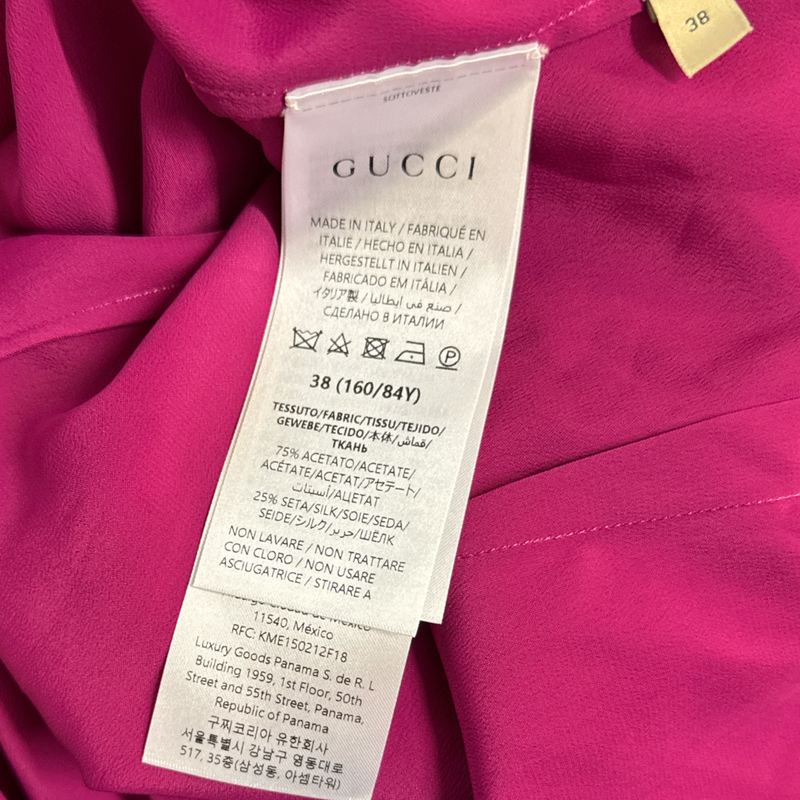 38
SOTTOVESTE
GUCCI
MADE IN ITALY / FABRIQUÉ EN
ITALIE / HECHO EN ITALIA /
HERGESTELLT IN ITALIEN /
FABRICADO EM ITÁLIA /
イタリア製 / صنع في ايطاليا /
СДЕЛАНО В ИТАЛИИ
P
38 (160/84Y)
TESSUTO/FABRIC/TISSU/TEJIDO/
GEWEBE/TECIDO/本体/قماش/
ТКАНЬ
75% ACETATO/ACETATE/
ACÉTATE/ACETAT/アセテート/
أسيتات/АЦЕТАТ
25% SETA/SILK/SOIE/SEDA/
SEIDE/シルク/حرير/ШЁЛК
NON LAVARE / NON TRATTARE
CON CLORO / NON USARE
ASCIUGATRICE / STIRARE A
Ciudad de México
11540, México
RFC: KME150212F18
Luxury Goods Panama S. de R. L
Building 1959, 1st Floor, 50th
Street and 55th Street, Panama,
Republic of Panama
구찌코리아 유한회사
서울특별시 강남구 영동대로
517, 35층(삼성동, 아셈타워)